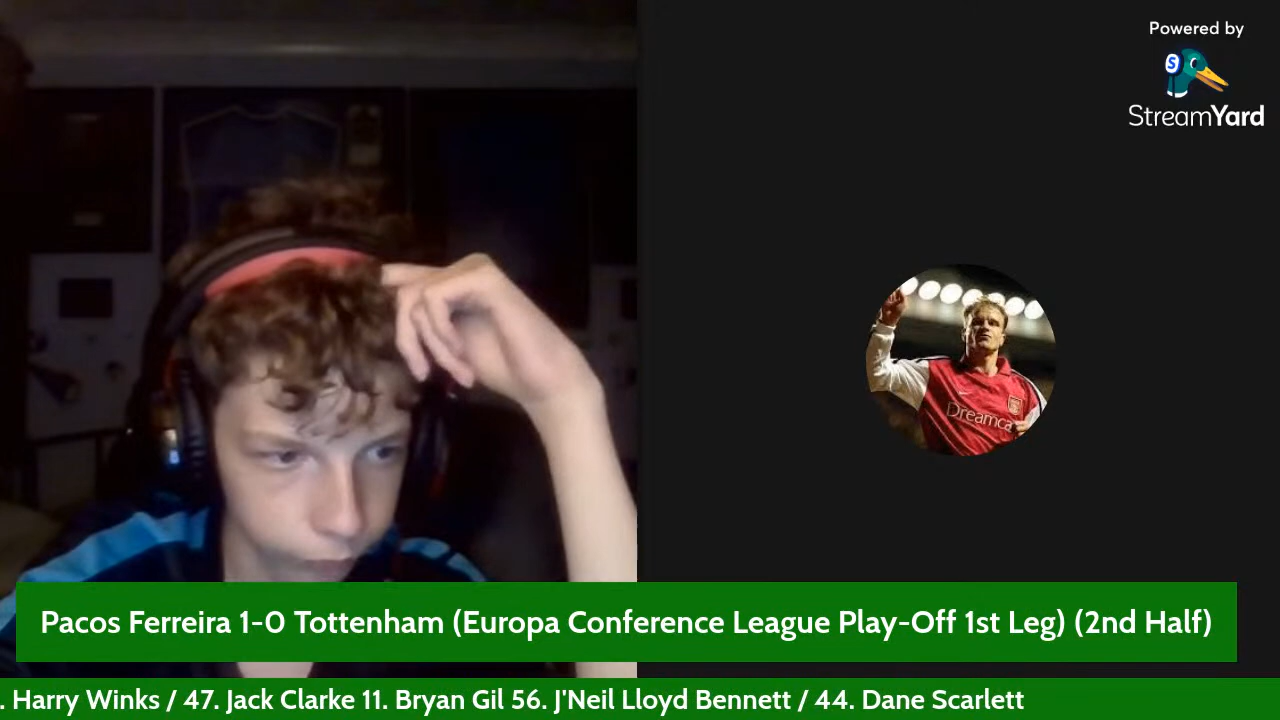 Powered by
S
StreamYard
Dreamca
Pacos Ferreira 1-0 Tottenham (Europa Conference League Play-Off 1st Leg) (2nd Half)
. Harry Winks / 47. Jack Clarke 11. Bryan Gil 56. J'Neil Lloyd Bennett / 44. Dane Scarlett